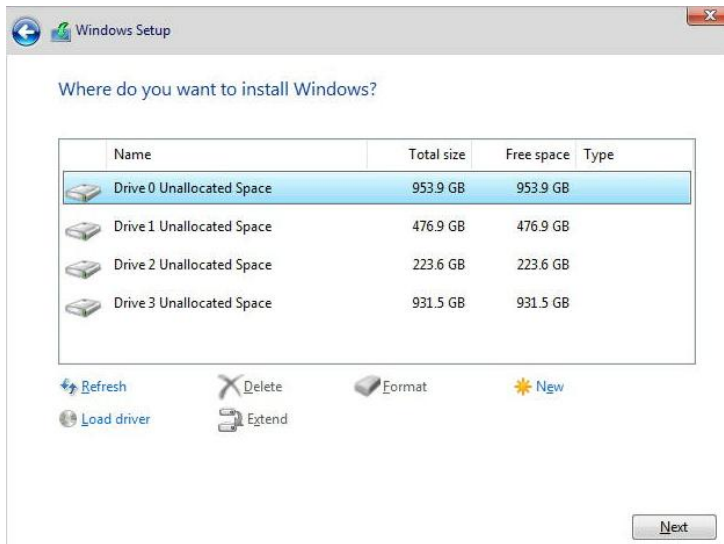 Windows Setup
Where do you want to install Windows?
Name Total size Free space Type
Drive 0 Unallocated Space 953.9 GB 953.9 GB
Drive 1 Unallocated Space 476.9 GB 476.9 GB
Drive 2 Unallocated Space 223.6 GB 223.6 GB
Drive 3 Unallocated Space 931.5 GB 931.5 GB
Refresh Delete Format New
Load driver Extend
Next